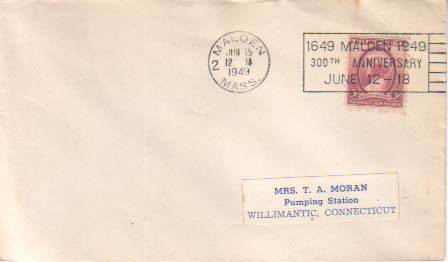 MALDEN
JUN 15
12
1949
2
MASS.
1649 MALDEN 1949
300TH ANNIVERSARY
JUNE 12-18
MRS. T. A. MORAN
Pumping Station
WILLIMANTIC, CONNECTICUT